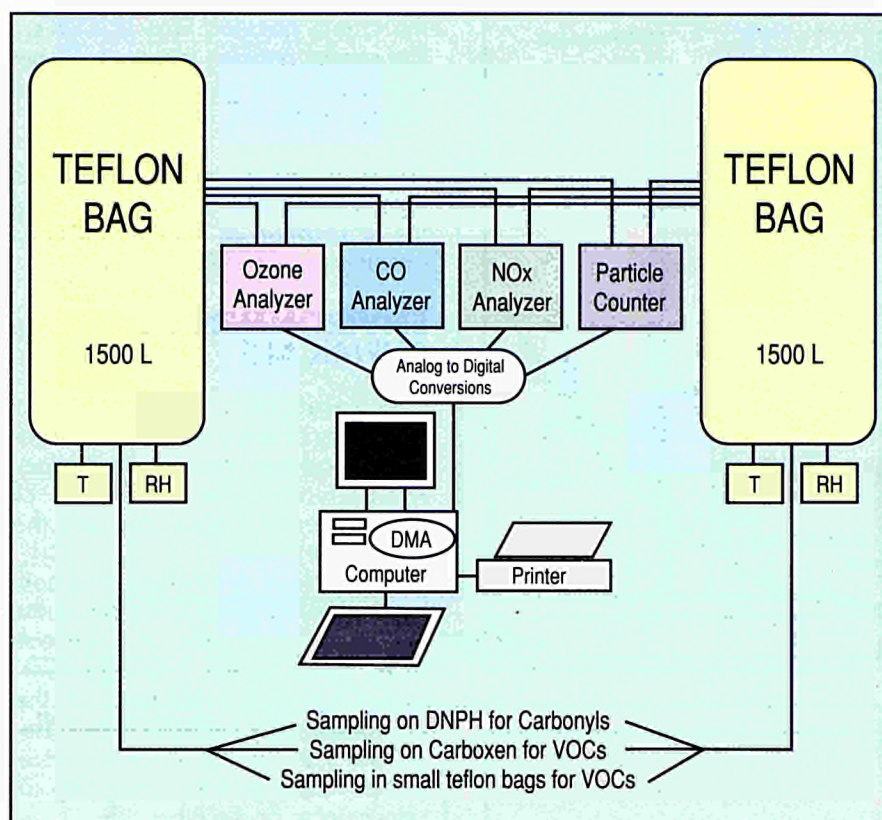 TEFLON
BAG
1500 L
T
RH
Ozone
Analyzer
CO
Analyzer
NOx
Analyzer
Particle
Counter
Analog to Digital
Conversions
DMA
Computer
Printer
TEFLON
BAG
1500 L
T
RH
Sampling on DNPH for Carbonyls
Sampling on Carboxen for VOCs
Sampling in small teflon bags for VOCs